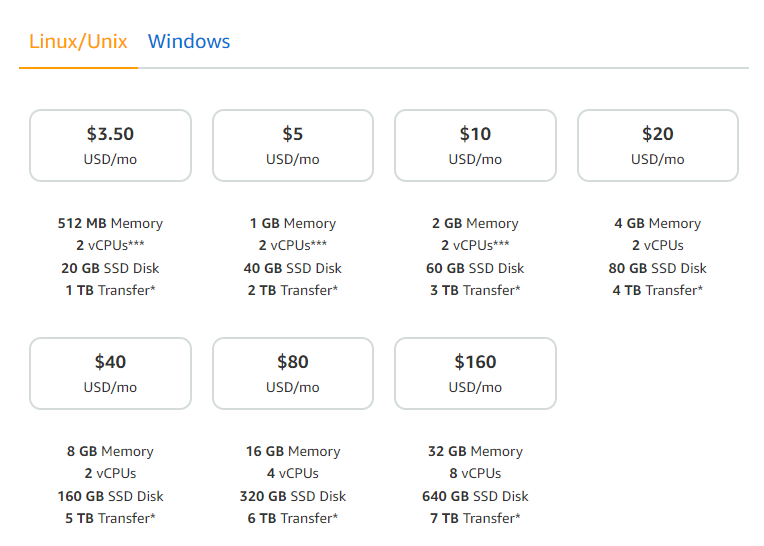 Linux/Unix Windows
$3.50 $5 $10 $20
USD/mo USD/mo USD/mo USD/mo
512 MB Memory 1 GB Memory 2 GB Memory 4 GB Memory
2 vCPUs*** 2 vCPUs*** 2 vCPUs*** 2 vCPUs
20 GB SSD Disk 40 GB SSD Disk 60 GB SSD Disk 80 GB SSD Disk
1 TB Transfer* 2 TB Transfer* 3 TB Transfer* 4 TB Transfer*
$40 $80 $160
USD/mo USD/mo USD/mo
8 GB Memory 16 GB Memory 32 GB Memory
2 vCPUs 4 vCPUs 8 vCPUs
160 GB SSD Disk 320 GB SSD Disk 640 GB SSD Disk
5 TB Transfer* 6 TB Transfer* 7 TB Transfer*